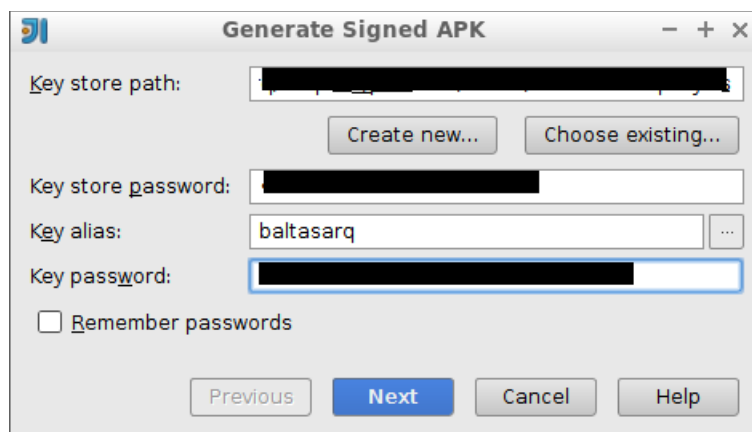 Generate Signed APK
Key store path:
Create new... Choose existing...
Key store password:
Key alias: baltasarq ...
Key password:
Remember passwords
Previous Next Cancel Help